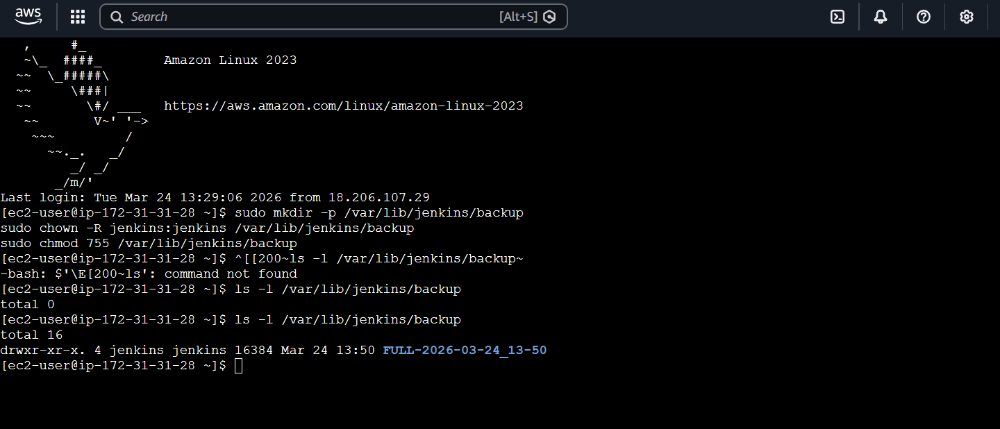 aws
Search
[Alt+S]
   ,     #_
   ~\_  ####_        Amazon Linux 2023
  ~~  \_#####\
  ~~     \###|
  ~~       \#/ ___   https://aws.amazon.com/linux/amazon-linux-2023
   ~~       V~' '->
    ~~~         /
      ~~._.   _/
         _/ _/
       _/m/'
Last login: Tue Mar 24 13:29:06 2026 from 18.206.107.29
[ec2-user@ip-172-31-31-28 ~]$ sudo mkdir -p /var/lib/jenkins/backup
sudo chown -R jenkins:jenkins /var/lib/jenkins/backup
sudo chmod 755 /var/lib/jenkins/backup
[ec2-user@ip-172-31-31-28 ~]$ ^[[200~ls -l /var/lib/jenkins/backup~
-bash: $'\E[200~ls': command not found
[ec2-user@ip-172-31-31-28 ~]$ ls -l /var/lib/jenkins/backup
total 0
[ec2-user@ip-172-31-31-28 ~]$ ls -l /var/lib/jenkins/backup
total 16
drwxr-xr-x. 4 jenkins jenkins 16384 Mar 24 13:50 FULL-2026-03-24_13-50
[ec2-user@ip-172-31-31-28 ~]$